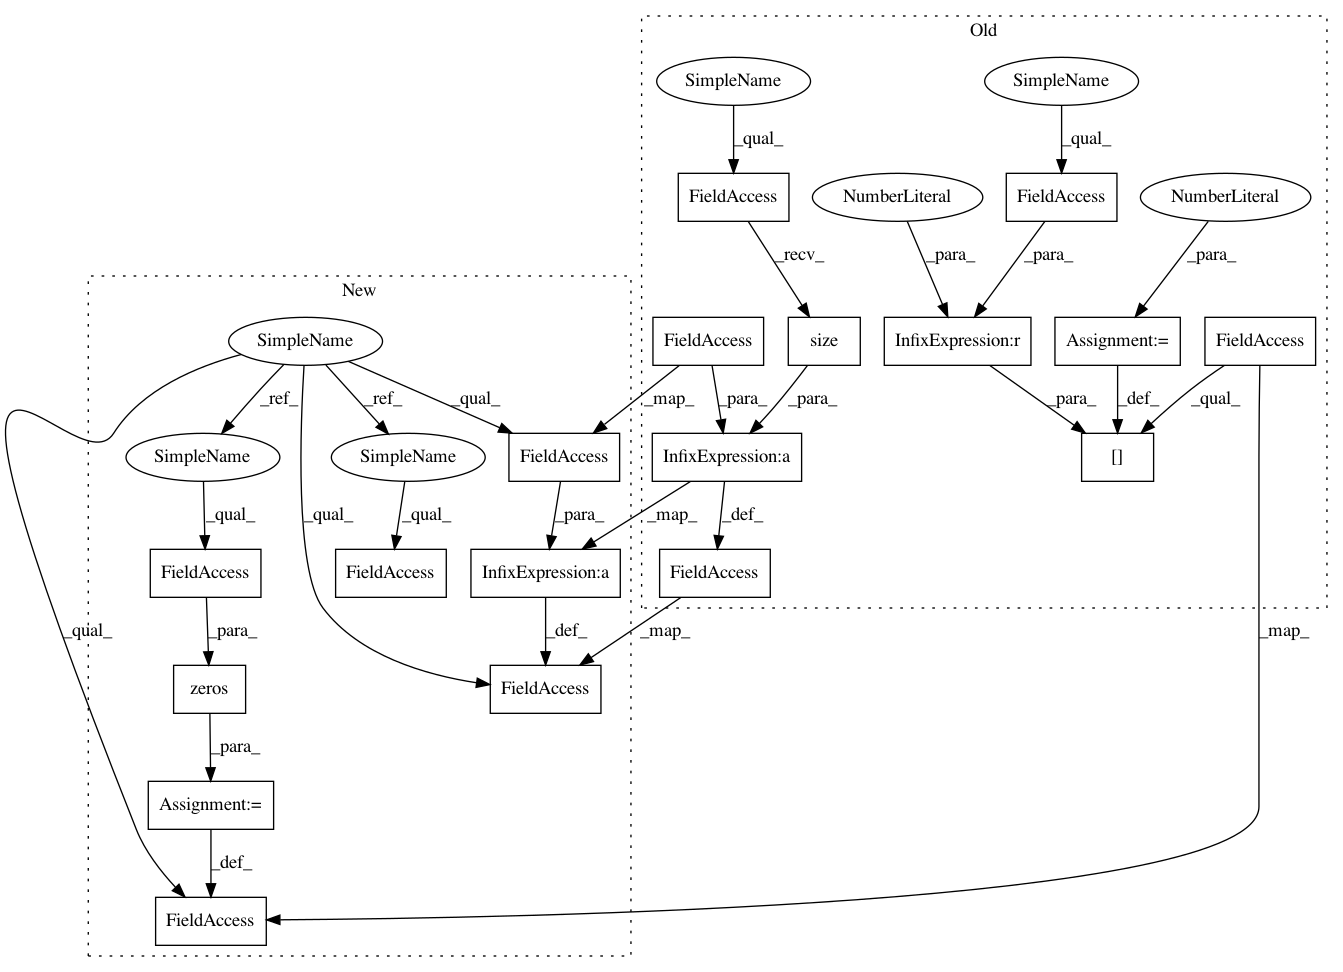 Old
SimpleName
SimpleName
_qual_
_qual_
FieldAccess
NumberLiteral
FieldAccess
NumberLiteral
_recv_
_para_
_para_
_para_
New
SimpleName
FieldAccess
size
InfixExpression:r
Assignment:=
FieldAccess
_ref_
_ref_
_qual_
_map_
_para_
_para_
_para_
_def_
_qual_
SimpleName
SimpleName
FieldAccess
InfixExpression:a
[]
_qual_
_qual_
_qual_
_para_
_map_
_def_
FieldAccess
FieldAccess
InfixExpression:a
FieldAccess
_qual_
_para_
_def_
_map_
_map_
zeros
FieldAccess
_para_
Assignment:=
_def_
FieldAccess